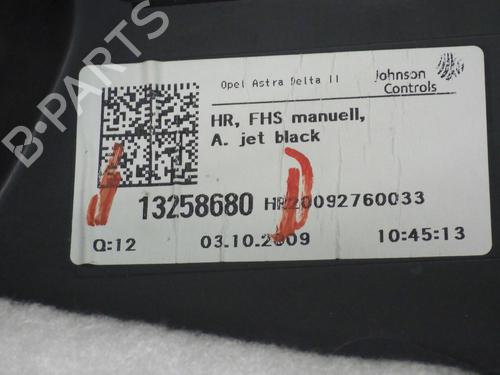 Opel Astra Delta II
Johnson
Controls
HR, FHS manuell,
A. jet black
13258680 HR20092760033
Q:12 03.10.2009 10:45:13
B-PARTS